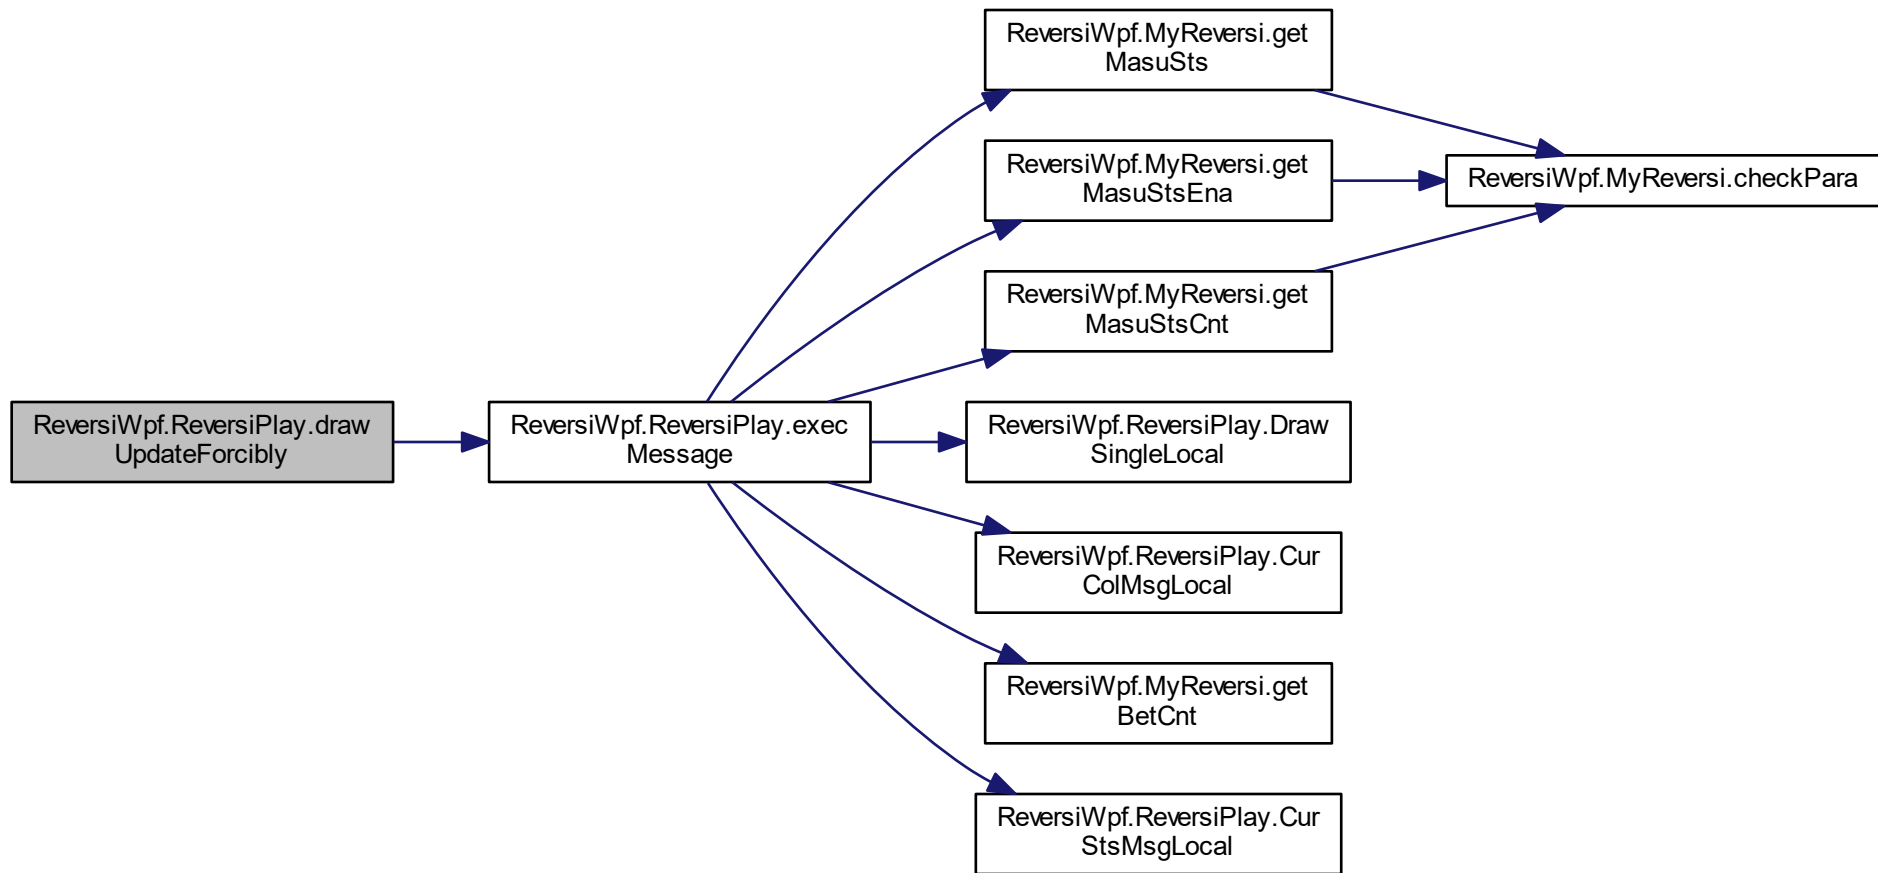 ReversiWpf.MyReversi.get
MasuSts
ReversiWpf.MyReversi.get
MasuStsEna
ReversiWpf.MyReversi.checkPara
ReversiWpf.MyReversi.get
MasuStsCnt
ReversiWpf.ReversiPlay.draw
UpdateForcibly
ReversiWpf.ReversiPlay.exec
Message
ReversiWpf.ReversiPlay.Draw
SingleLocal
ReversiWpf.ReversiPlay.Cur
ColMsgLocal
ReversiWpf.MyReversi.get
BetCnt
ReversiWpf.ReversiPlay.Cur
StsMsgLocal